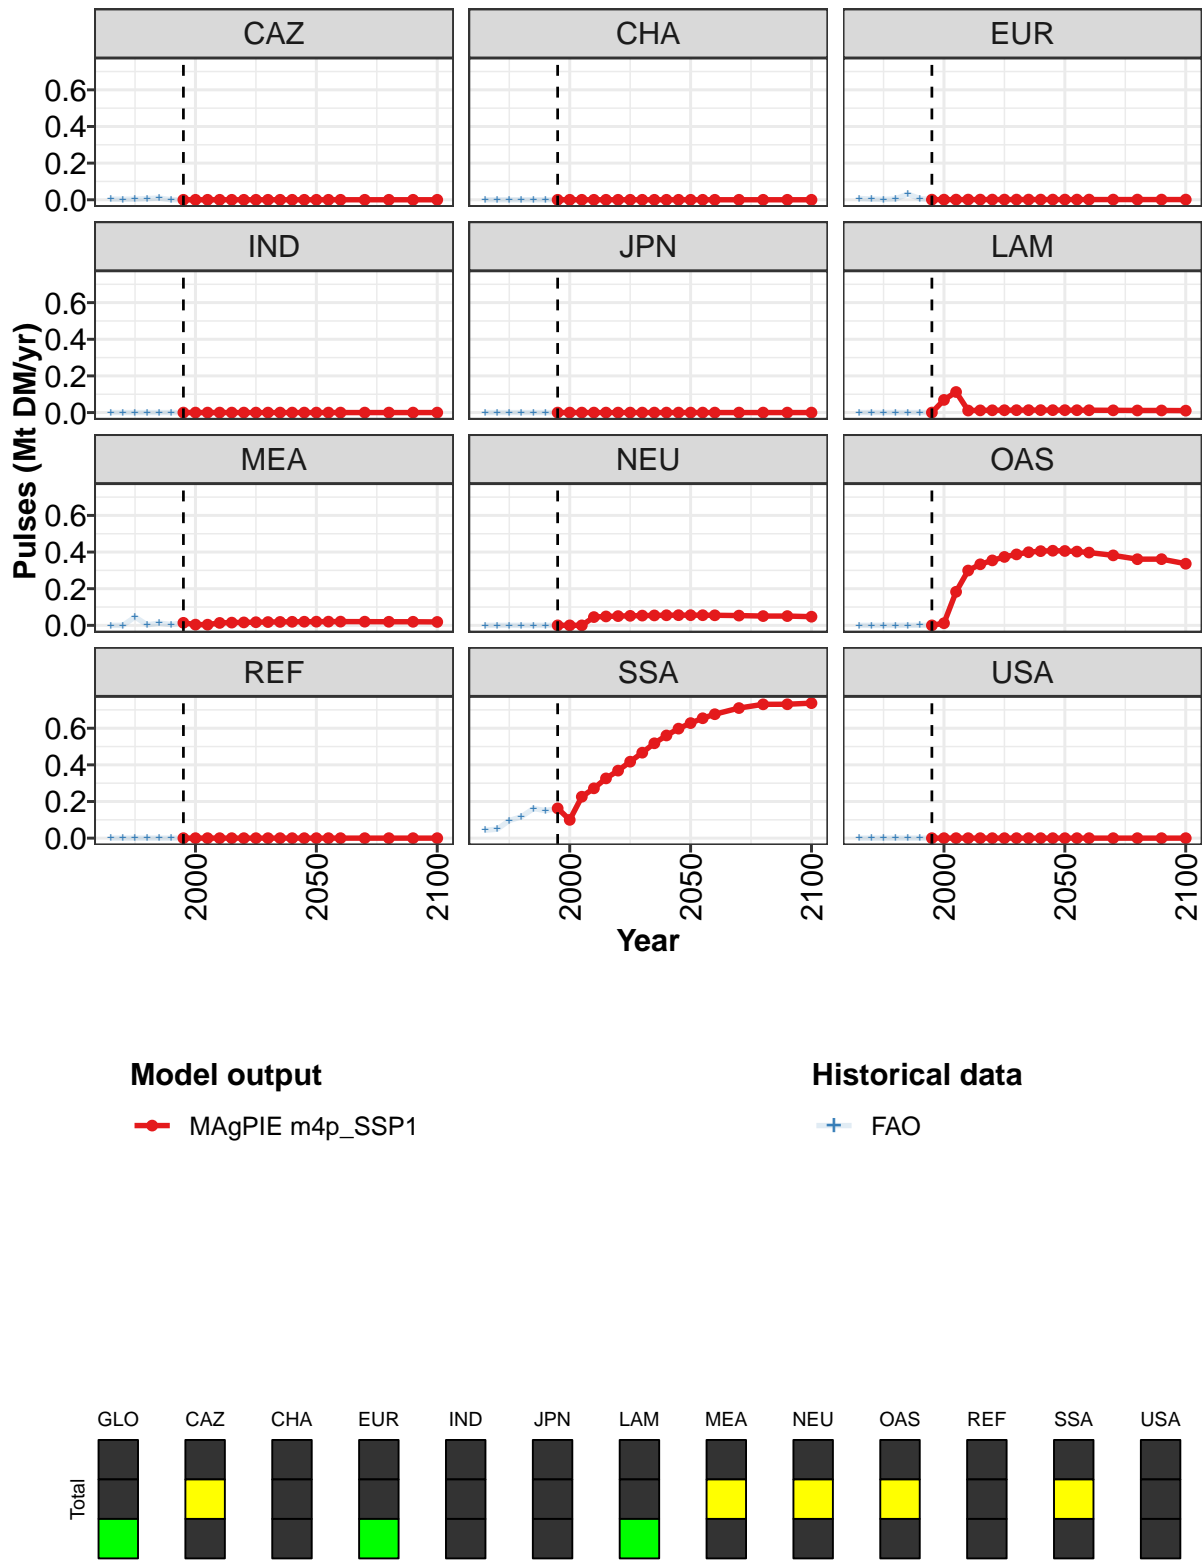 CAZ CHA EUR
0.6
0.4
0.2
0.0
IND JPN LAM
0.6
0.4
0.2
0.0
MEA NEU OAS
0.6
0.4
0.2
0.0
REF SSA USA
0.6
0.4
0.2
0.0
Pulses (Mt DM/yr)
2000 2050 2100 2000 2050 2100 2000 2050 2100
Year
Model output Historical data
MAgPIE m4p_SSP1 FAO
GLO CAZ CHA EUR IND JPN LAM MEA NEU OAS REF SSA USA
Total